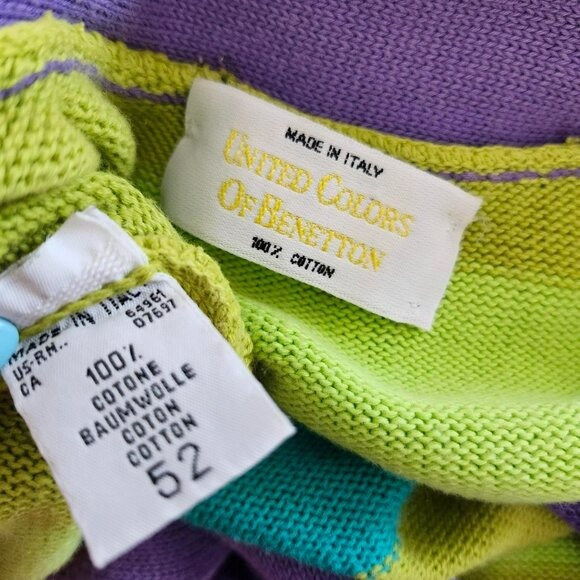 MADE IN ITALY
UNITED COLORS
OF BENETTON
100% COTTON
MADE IN ITALY
US-RN..
CA
64961
07697
100%
COTONE
BAUMWOLLE
COTON
COTTON
52